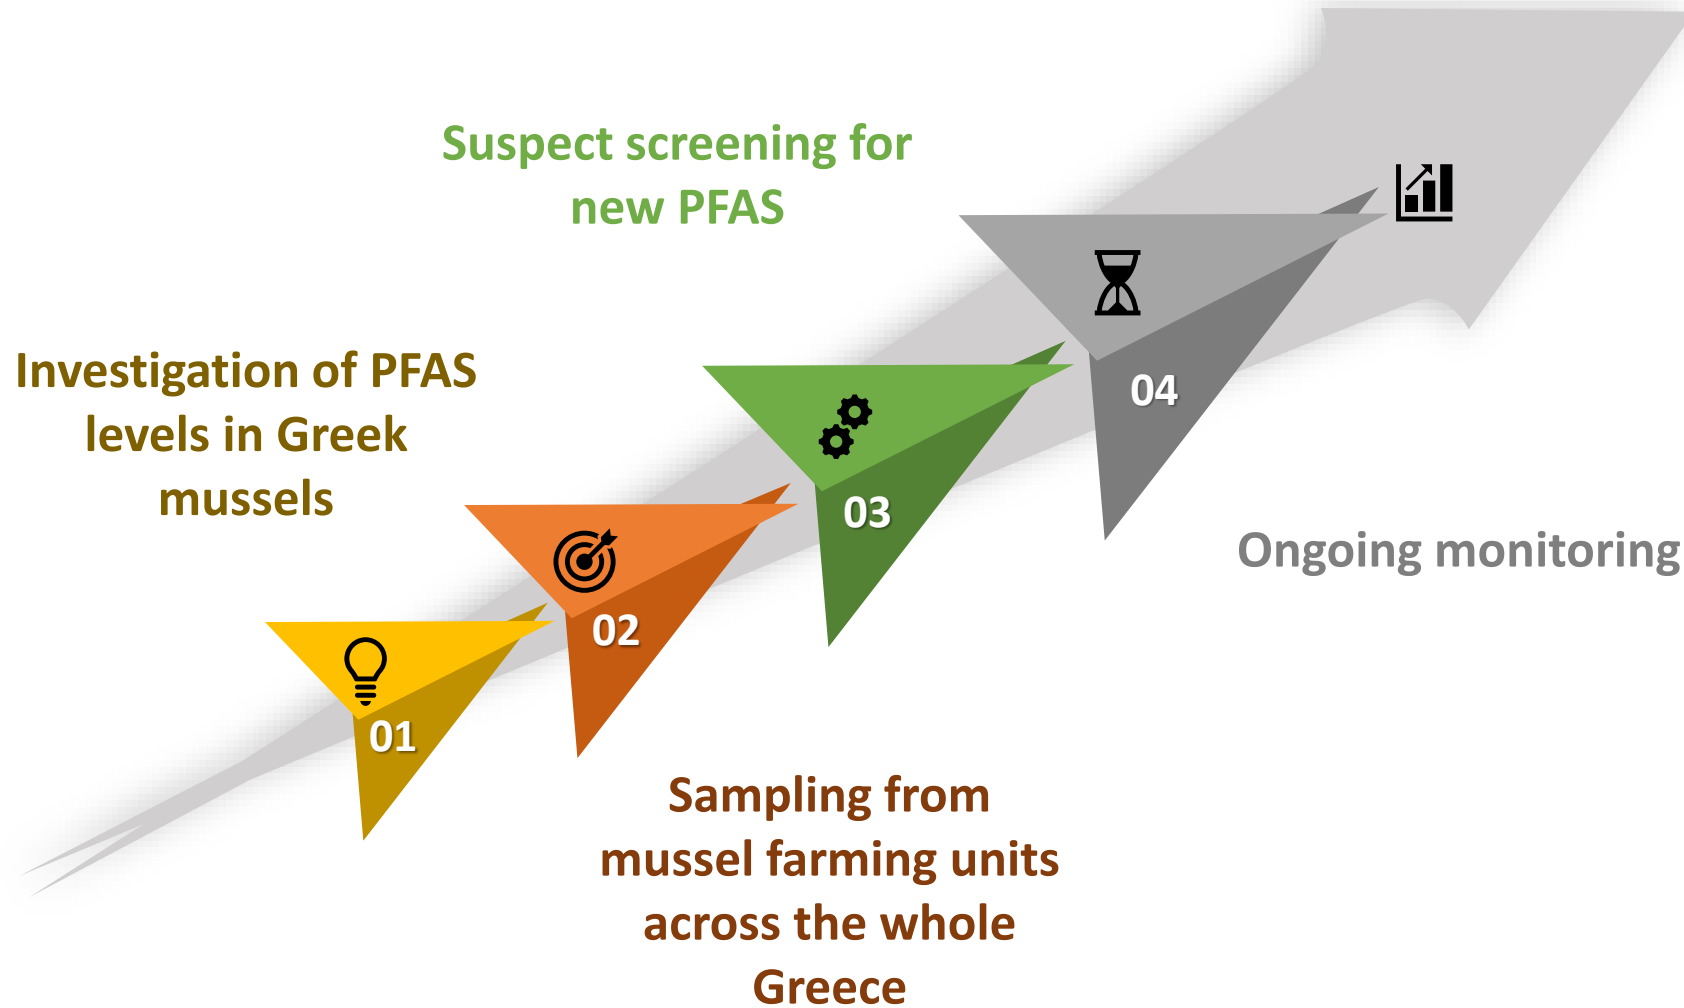 Suspect screening for
new PFAS
Investigation of PFAS
levels in Greek
mussels
04
03
Ongoing monitoring
02
01
Sampling from
mussel farming units
across the whole
Greece